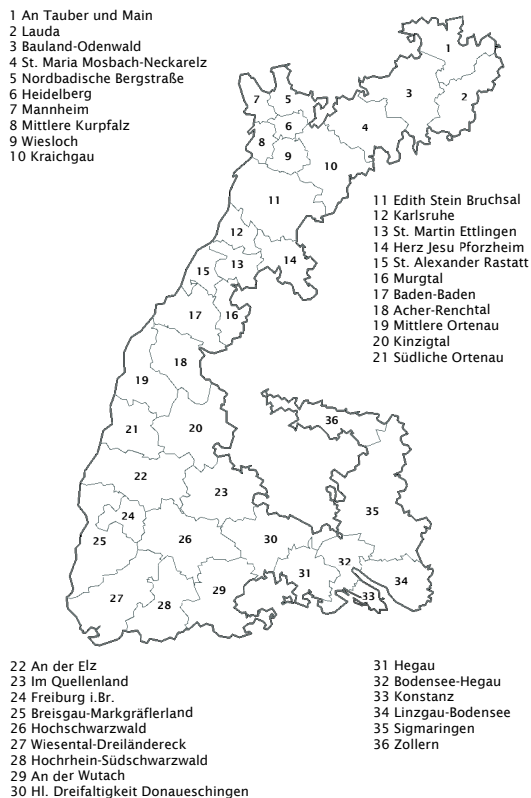 1 An Tauber und Main
2 Lauda
3 Bauland-Odenwald
4 St. Maria Mosbach-Neckarelz
5 Nordbadische Bergstraße
6 Heidelberg
7 Mannheim
8 Mittlere Kurpfalz
9 Wiesloch
10 Kraichgau
11 Edith Stein Bruchsal
12 Karlsruhe
13 St. Martin Ettlingen
14 Herz Jesu Pforzheim
15 St. Alexander Rastatt
16 Murgtal
17 Baden-Baden
18 Acher-Renchtal
19 Mittlere Ortenau
20 Kinzigtal
21 Südliche Ortenau
1
2
3
4
7 5
6
8
9
10
11
12
13
14
15
16
17
18
19
20
21
36
22
23
24
25
26
30
35
31
32
33
34
27
28
29
22 An der Elz
23 Im Quellenland
24 Freiburg i.Br.
25 Breisgau-Markgräflerland
26 Hochschwarzwald
27 Wiesental-Dreiländereck
28 Hochrhein-Südschwarzwald
29 An der Wutach
30 Hl. Dreifaltigkeit Donaueschingen
31 Hegau
32 Bodensee-Hegau
33 Konstanz
34 Linzgau-Bodensee
35 Sigmaringen
36 Zollern